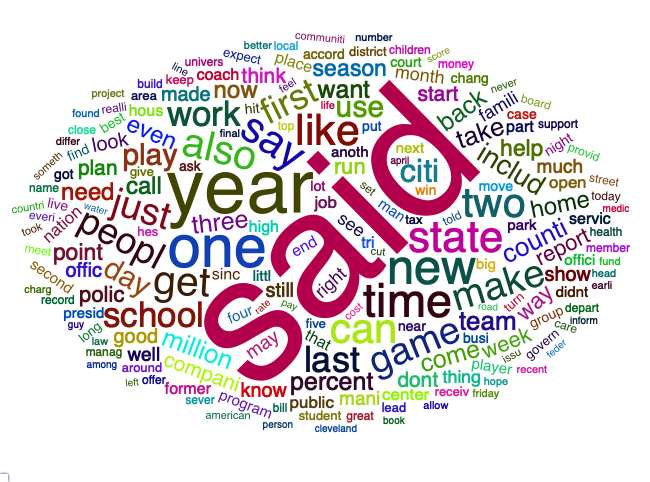 communiti number
better local accord district children score
line univers expect place court money
keep coach think season month chang
project build area made now want start never
found realli hous work hit first feel life use back famili board
close best even also say top like put take case
differ find look final anoth next part support
someth got plan play ask run april citi includ help night provid
name need call give year lot set win move much open
countri live just three high job see man tax told two home street today
everi nation hes one tri park servic medic
took water peopl said cut state counti report health
meet point day get sinc end new big offici member
second offic littl right make show fund head
charg record polic still time road turn way didnt earli
presid school four rate pay cost group depart
guy long good million may five that can near team busi care inform
law manag well last game come week issu govern feder
among around compani percent dont thing player recent
left offer former know mani center receiv hope friday
sever program bill public lead allow
american student great book
person cleveland